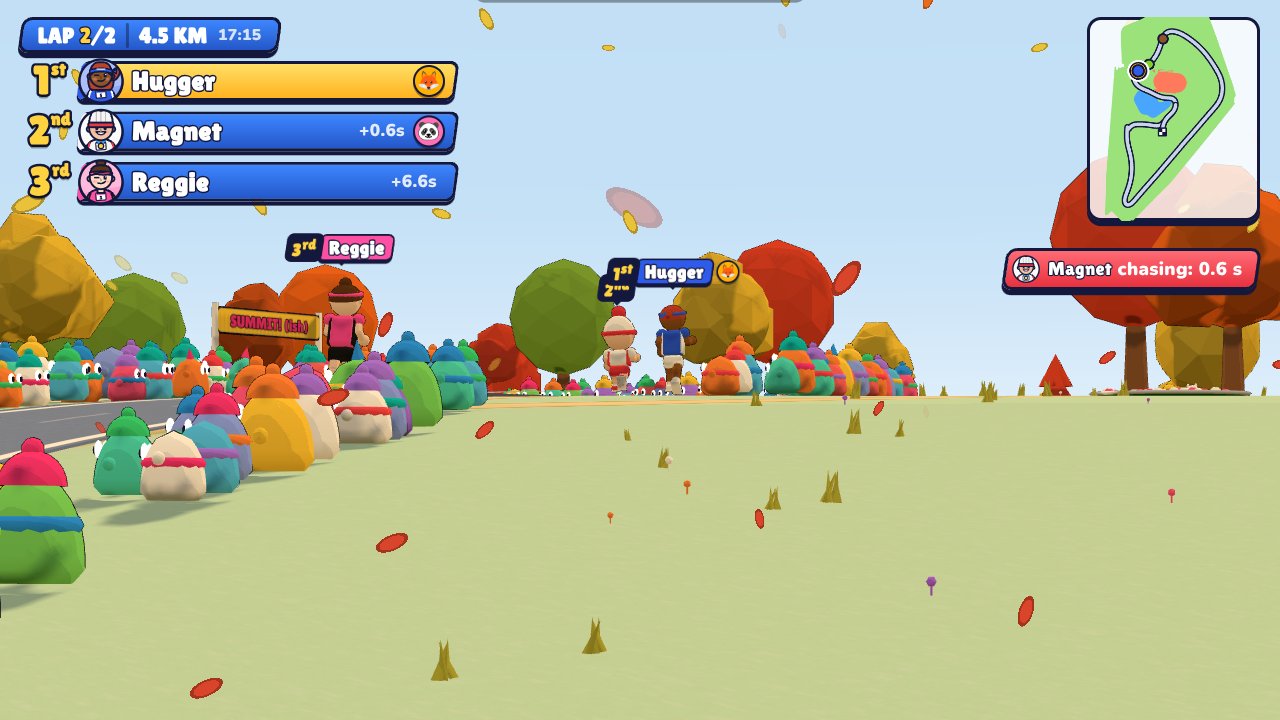 LAP 2/2 4.5 KM 17:15
1st Hugger
2nd Magnet +0.6s
3rd Reggie +6.6s
3rd Reggie
1st Hugger
2nd
Magnet chasing: 0.6 s
SUMMIT! (ish)